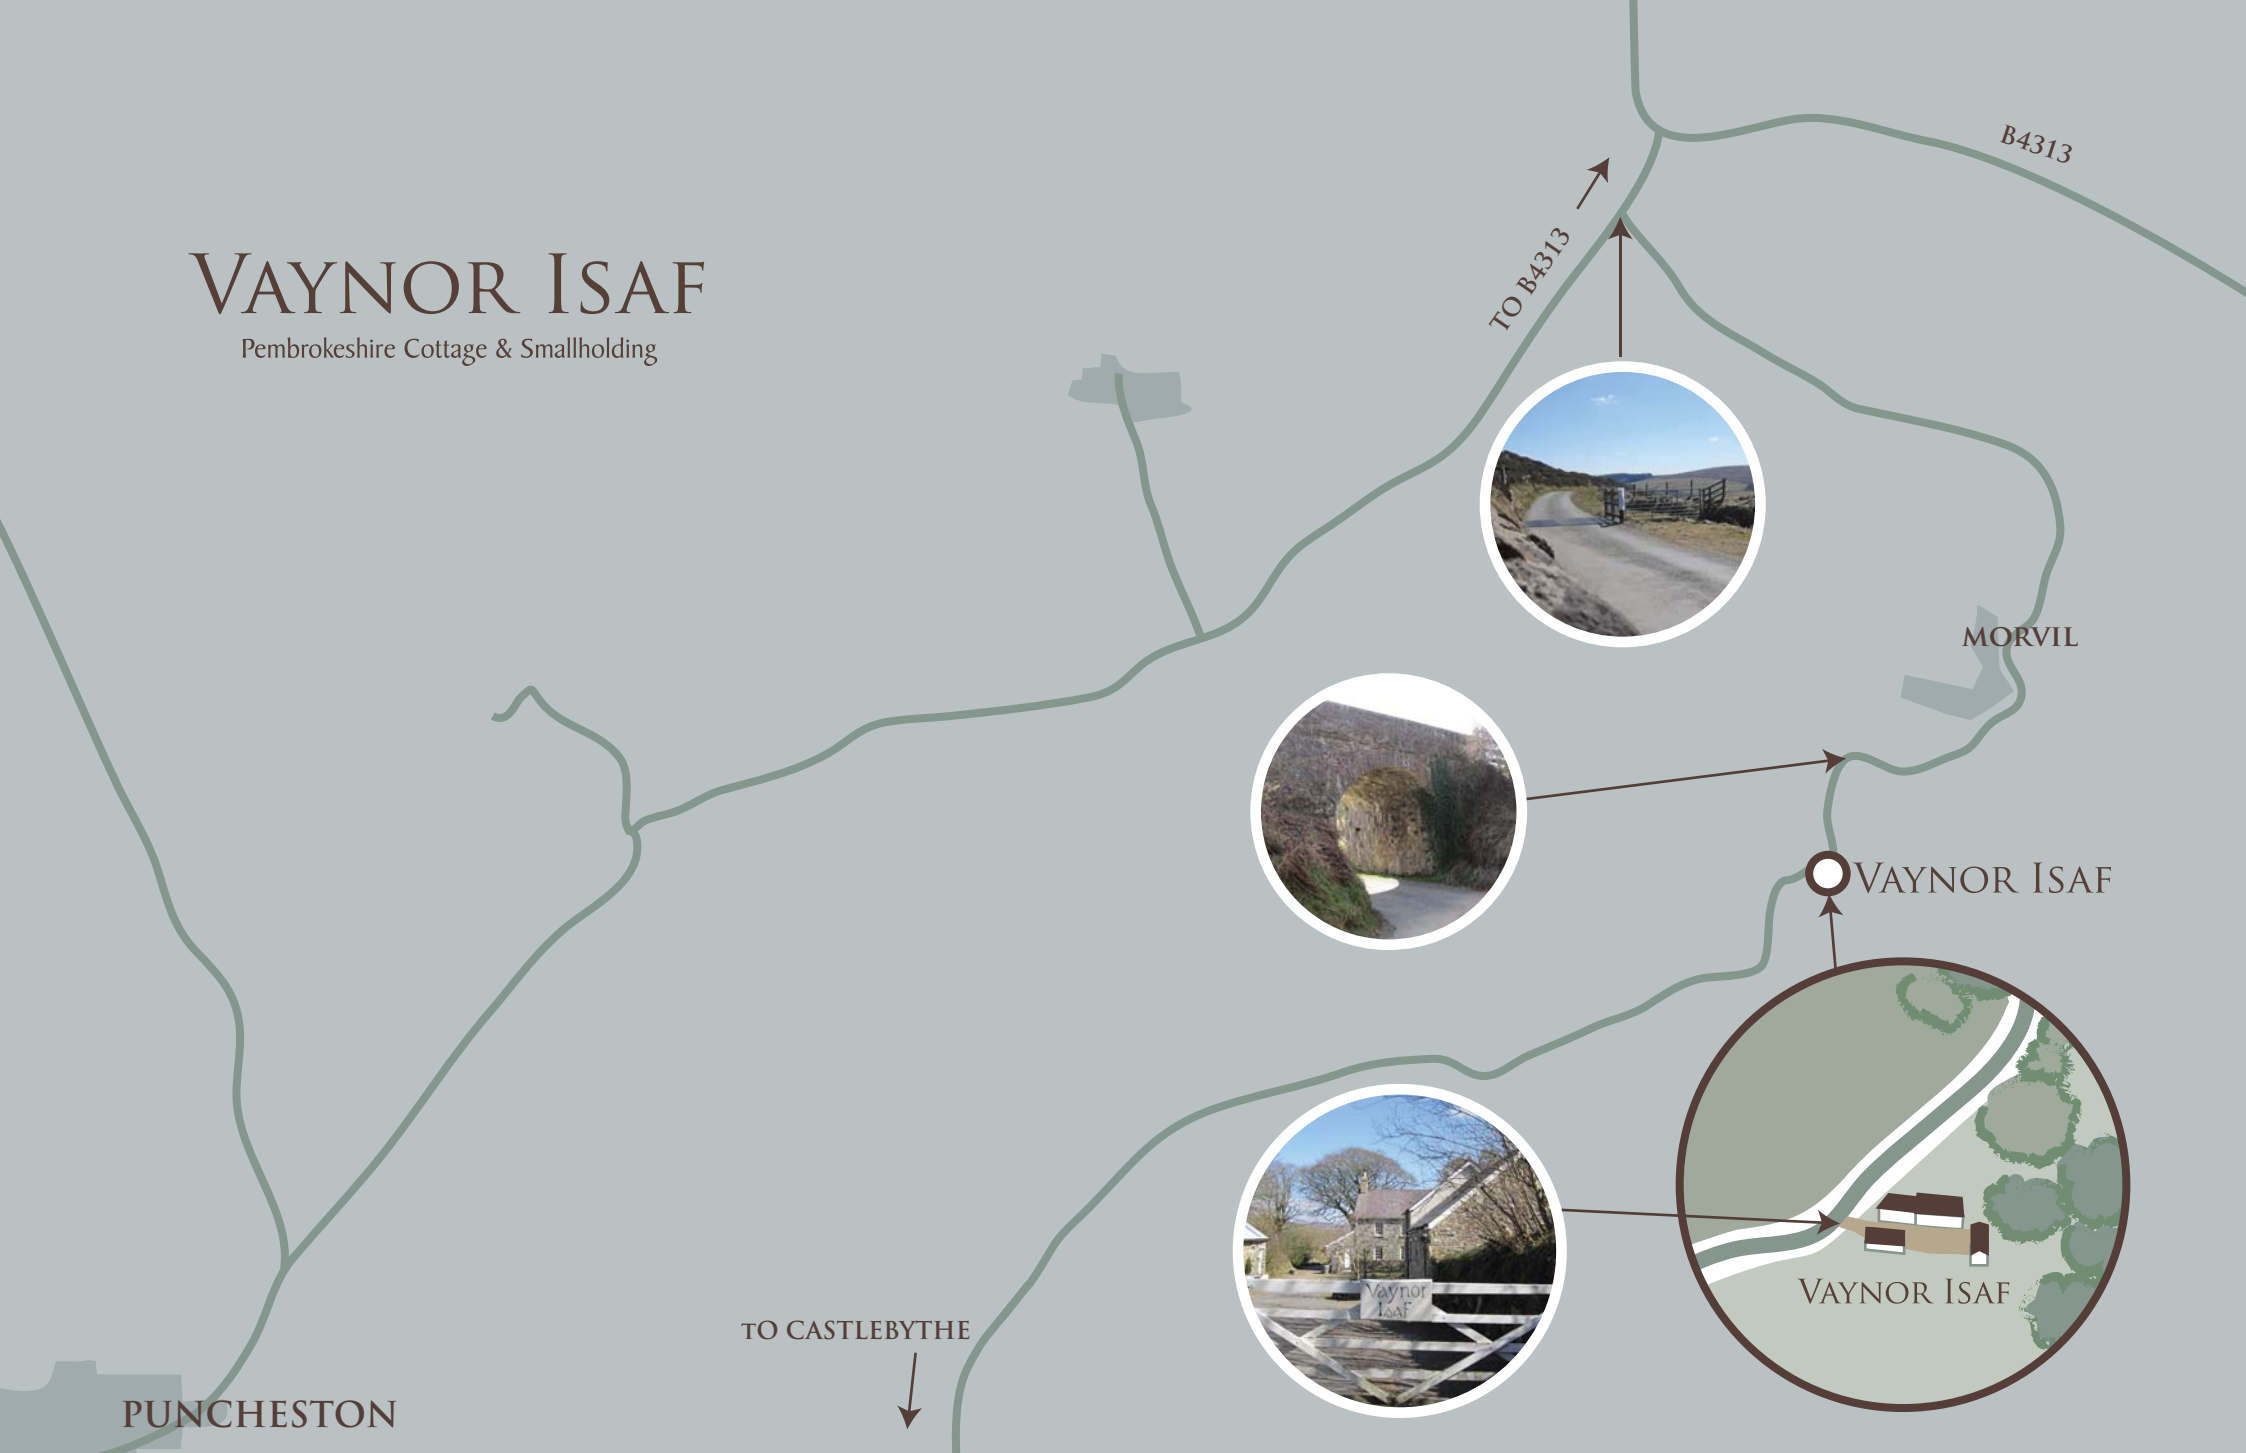 B4313
TO B4313
VAYNOR ISAF
Pembrokeshire Cottage & Smallholding
MORVIL
VAYNOR ISAF
Vaynor
Isaf
VAYNOR ISAF
TO CASTLEBYTHE
PUNCHESTON